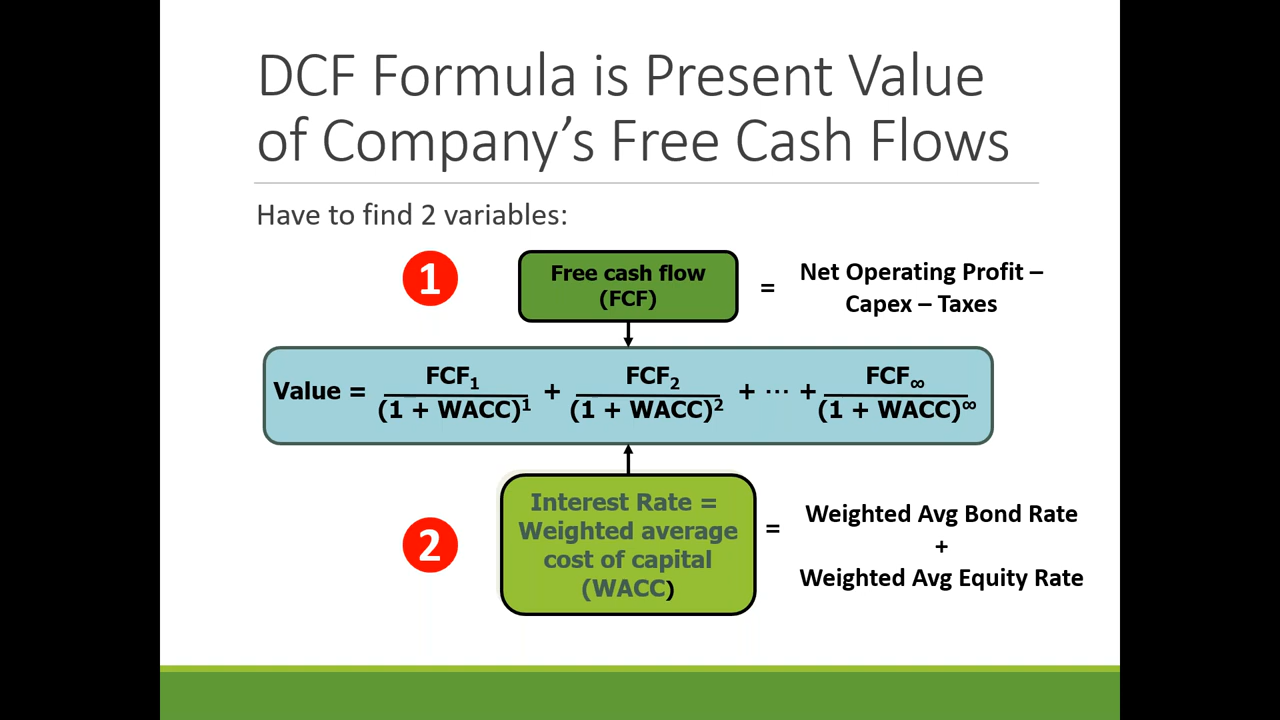 DCF Formula is Present Value
of Company’s Free Cash Flows
Have to find 2 variables:
1
Free cash flow
(FCF)
=
Net Operating Profit –
Capex – Taxes
Value = FCF₁ / (1 + WACC)¹ + FCF₂ / (1 + WACC)² + ⋯ + FCF∞ / (1 + WACC)^∞
2
Interest Rate =
Weighted average
cost of capital
(WACC)
=
Weighted Avg Bond Rate
+
Weighted Avg Equity Rate